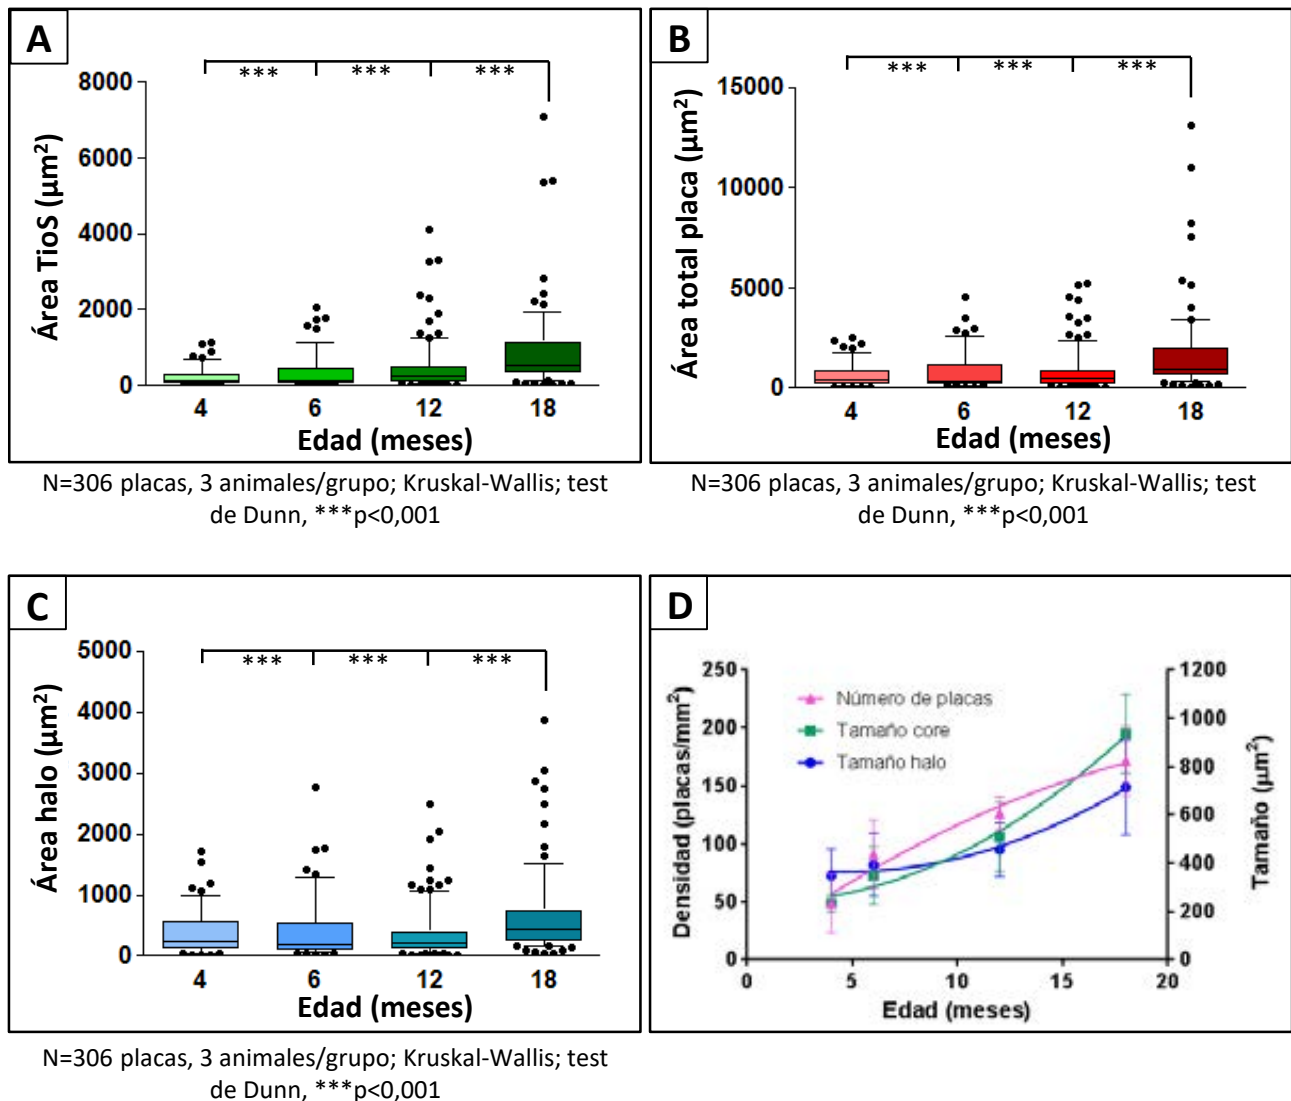 A
***
***
***
8000
6000
4000
2000
0
Área TioS (µm²)
4
6
12
18
Edad (meses)
N=306 placas, 3 animales/grupo; Kruskal-Wallis; test
de Dunn, ***p<0,001
B
***
***
***
15000
10000
5000
0
Área total placa (µm²)
4
6
12
18
Edad (meses)
N=306 placas, 3 animales/grupo; Kruskal-Wallis; test
de Dunn, ***p<0,001
C
***
***
***
5000
4000
3000
2000
1000
0
Área halo (µm²)
4
6
12
18
Edad (meses)
N=306 placas, 3 animales/grupo; Kruskal-Wallis; test
de Dunn, ***p<0,001
D
250
200
150
100
50
0
Densidad (placas/mm²)
Número de placas
Tamaño core
Tamaño halo
1200
1000
800
600
400
200
0
Tamaño (µm²)
0
5
10
15
20
Edad (meses)